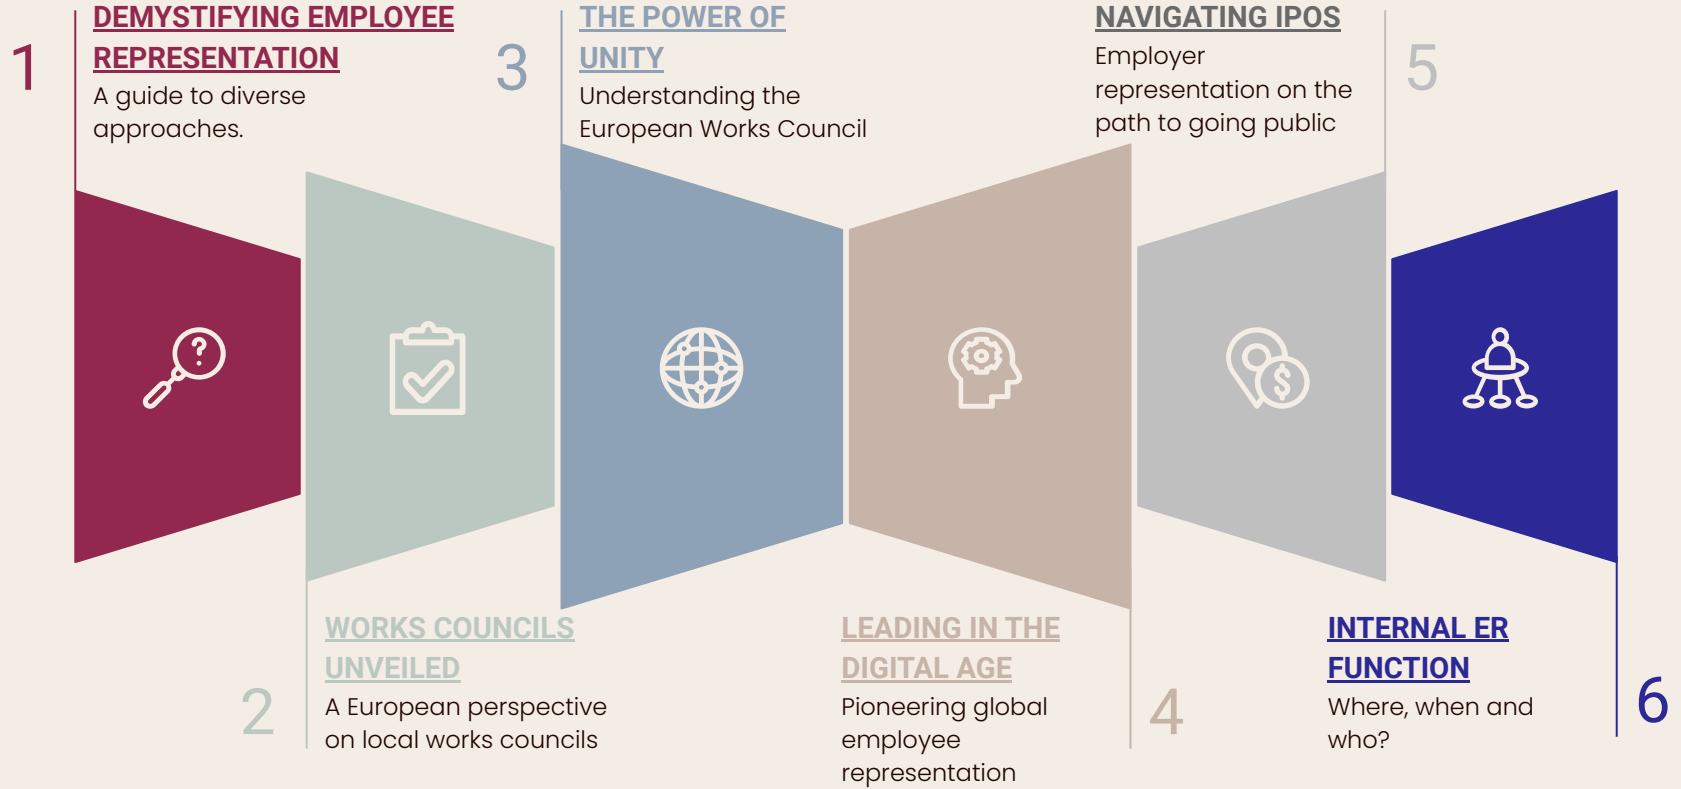 1
DEMYSTIFYING EMPLOYEE
REPRESENTATION
A guide to diverse
approaches.
2
WORKS COUNCILS
UNVEILED
A European perspective
on local works councils
3
THE POWER OF
UNITY
Understanding the
European Works Council
4
LEADING IN THE
DIGITAL AGE
Pioneering global
employee
representation
5
NAVIGATING IPOS
Employer
representation on the
path to going public
6
INTERNAL ER
FUNCTION
Where, when and
who?
?
$